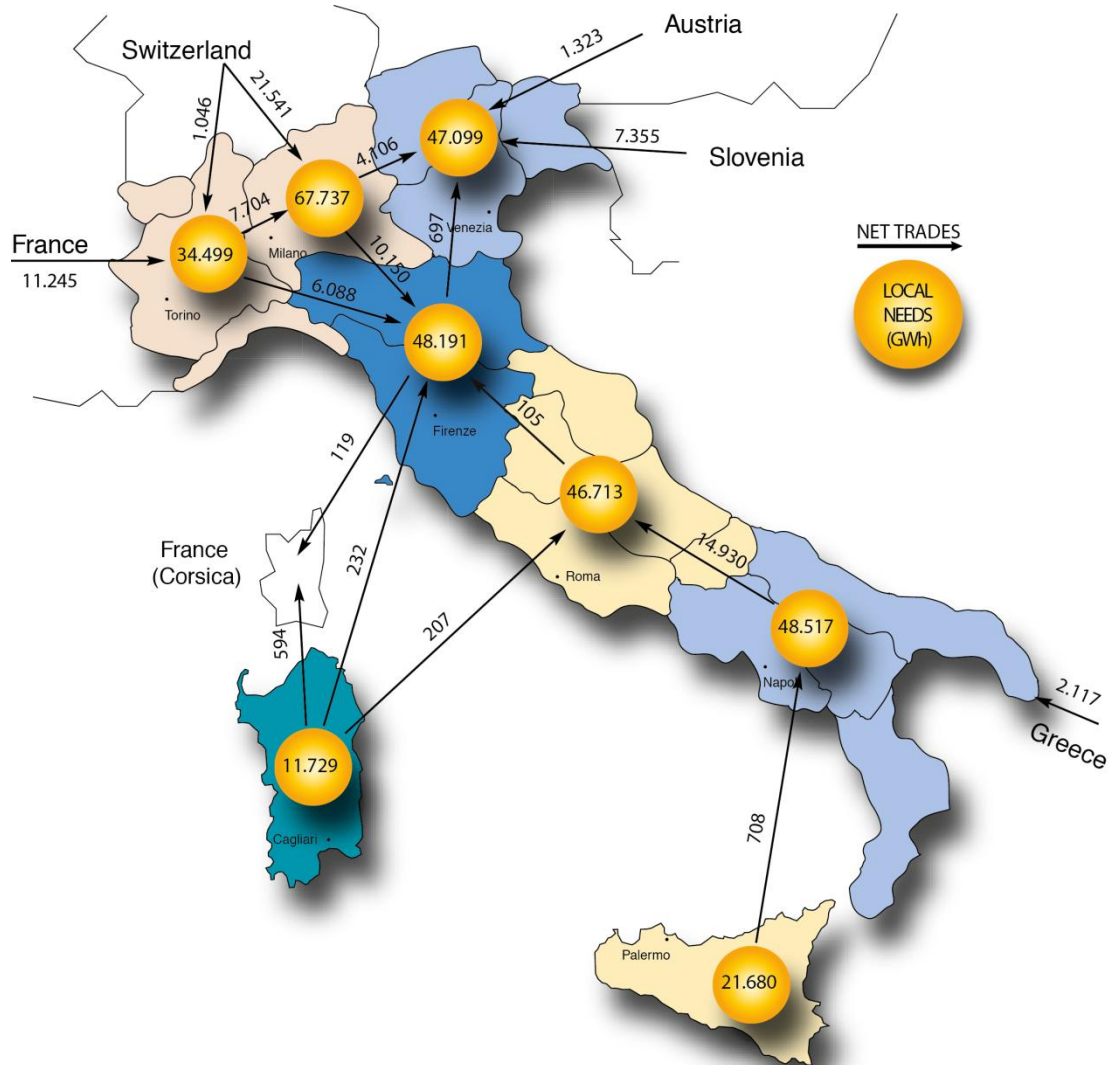 Austria
Switzerland
1.323
21.541
1.046
47.099
7.355
Slovenia
4.106
67.737
7.704
697
Venezia
France
11.245
34.499
Milano
10.150
NET TRADES
6.088
Torino
LOCAL
NEEDS
(GWh)
48.191
Firenze
105
119
46.713
France
(Corsica)
232
14.930
Roma
207
594
48.517
Napoli
2.117
Greece
11.729
Cagliari
708
Palermo
21.680